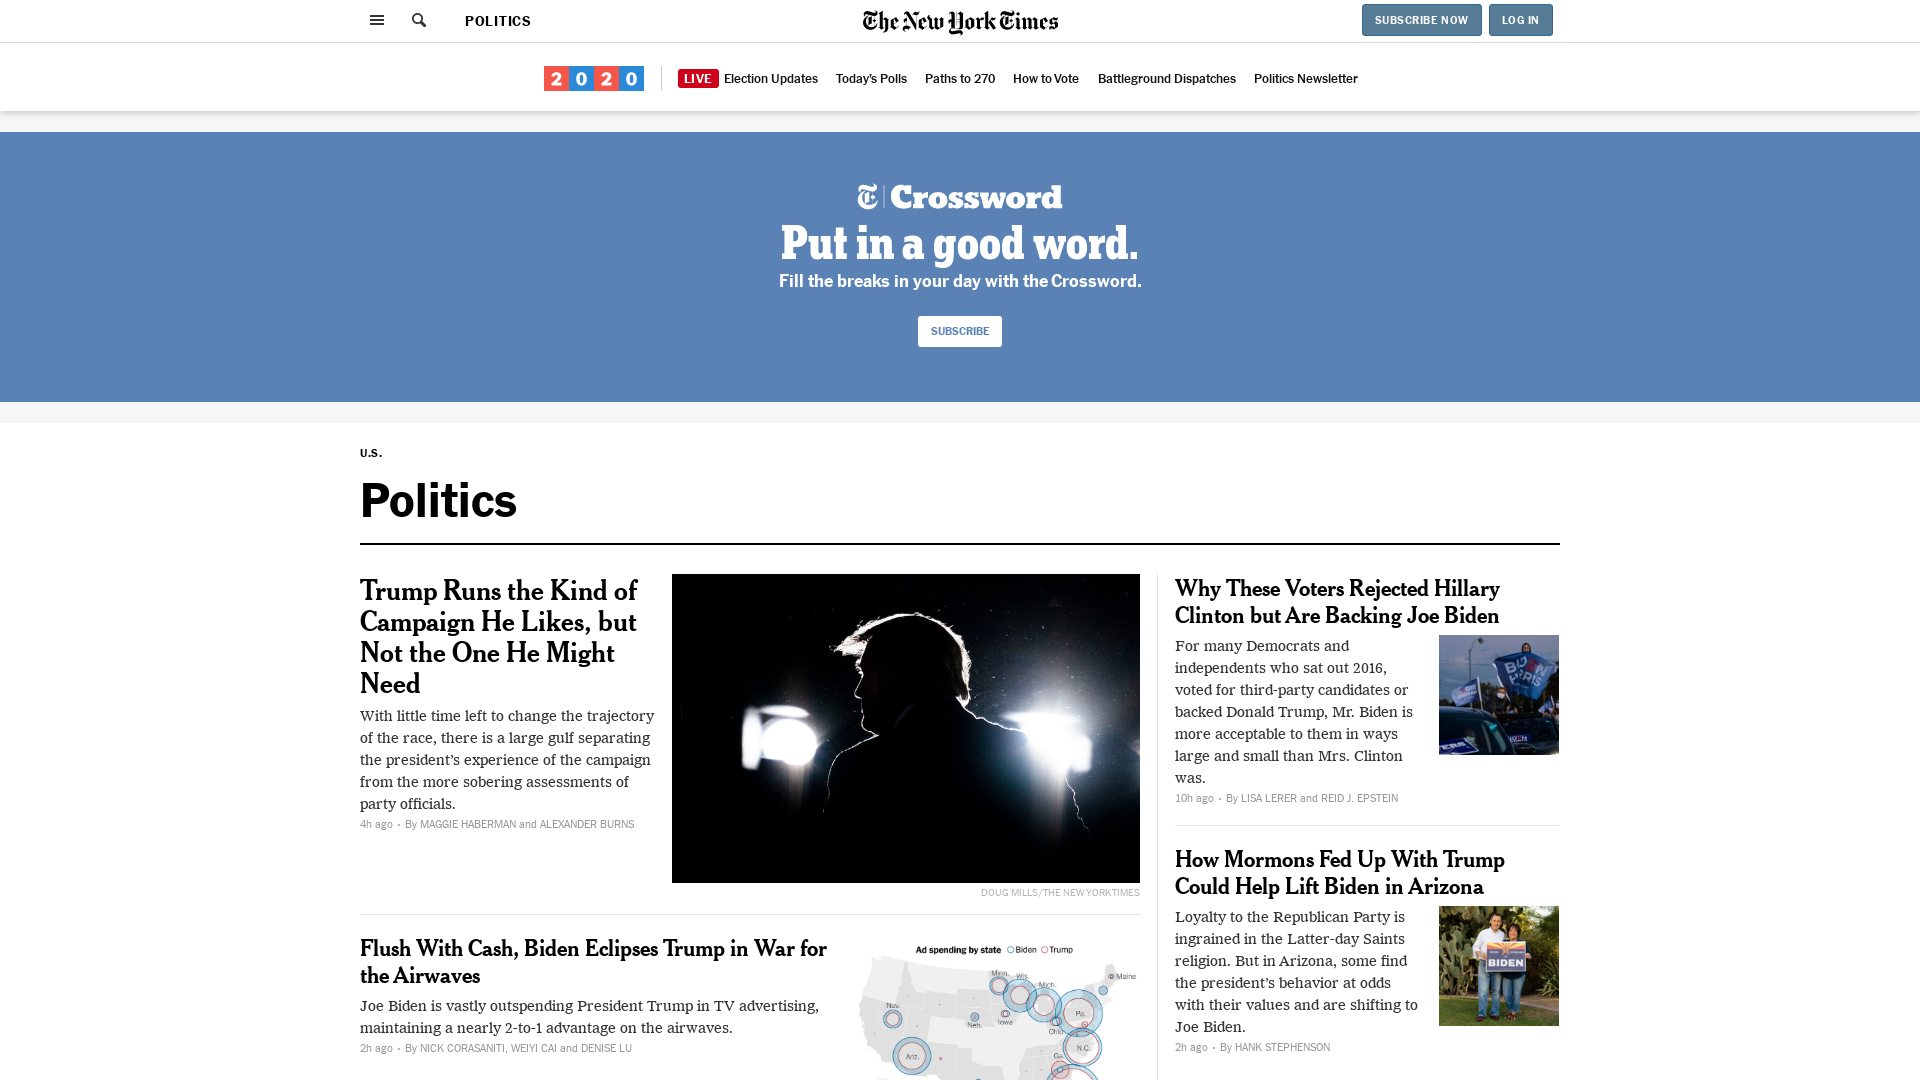 POLITICS
The New York Times
SUBSCRIBE NOW
LOG IN
2020
LIVE Election Updates
Today's Polls
Paths to 270
How to Vote
Battleground Dispatches
Politics Newsletter
T Crossword
Put in a good word.
Fill the breaks in your day with the Crossword.
SUBSCRIBE
U.S.
Politics
Trump Runs the Kind of
Campaign He Likes, but
Not the One He Might
Need
With little time left to change the trajectory
of the race, there is a large gulf separating
the president’s experience of the campaign
from the more sobering assessments of
party officials.
4h ago • By MAGGIE HABERMAN and ALEXANDER BURNS
DOUG MILLS/THE NEW YORK TIMES
Flush With Cash, Biden Eclipses Trump in War for
the Airwaves
Joe Biden is vastly outspending President Trump in TV advertising,
maintaining a nearly 2-to-1 advantage on the airwaves.
2h ago • By NICK CORASANITI, WEIYI CAI and DENISE LU
Ad spending by state Biden Trump
Minn.
Wis.
Mich.
Maine
Nev.
Neb.
Iowa
Ohio
Pa.
N.C.
Ariz.
Ga.
Why These Voters Rejected Hillary
Clinton but Are Backing Joe Biden
For many Democrats and
independents who sat out 2016,
voted for third-party candidates or
backed Donald Trump, Mr. Biden is
more acceptable to them in ways
large and small than Mrs. Clinton
was.
10h ago • By LISA LERER and REID J. EPSTEIN
BIDEN
HARRIS
How Mormons Fed Up With Trump
Could Help Lift Biden in Arizona
Loyalty to the Republican Party is
ingrained in the Latter-day Saints
religion. But in Arizona, some find
the president’s behavior at odds
with their values and are shifting to
Joe Biden.
2h ago • By HANK STEPHENSON
BIDEN